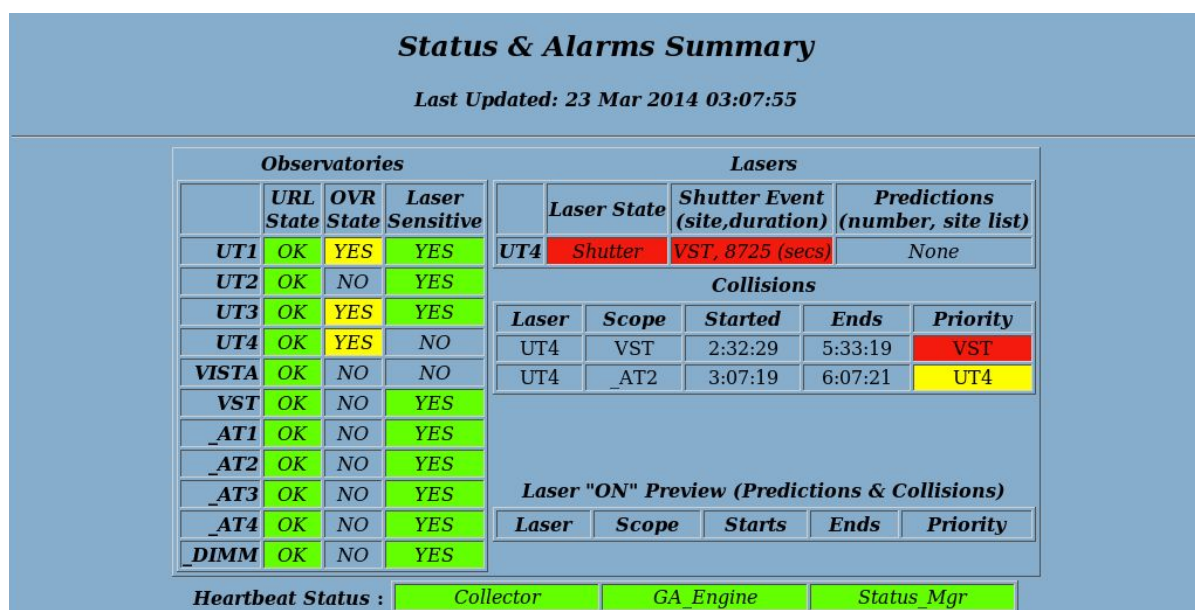 Status & Alarms Summary
Last Updated: 23 Mar 2014 03:07:55
Observatories
URL State OVR State Laser Sensitive
UT1 OK YES YES
UT2 OK NO YES
UT3 OK YES YES
UT4 OK YES NO
VISTA OK NO NO
VST OK NO YES
_AT1 OK NO YES
_AT2 OK NO YES
_AT3 OK NO YES
_AT4 OK NO YES
_DIMM OK NO YES
Lasers
Laser State Shutter Event (site,duration) Predictions (number, site list)
UT4 Shutter VST, 8725 (secs) None
Collisions
Laser Scope Started Ends Priority
UT4 VST 2:32:29 5:33:19 VST
UT4 _AT2 3:07:19 6:07:21 UT4
Laser "ON" Preview (Predictions & Collisions)
Laser Scope Starts Ends Priority
Heartbeat Status : Collector GA_Engine Status_Mgr